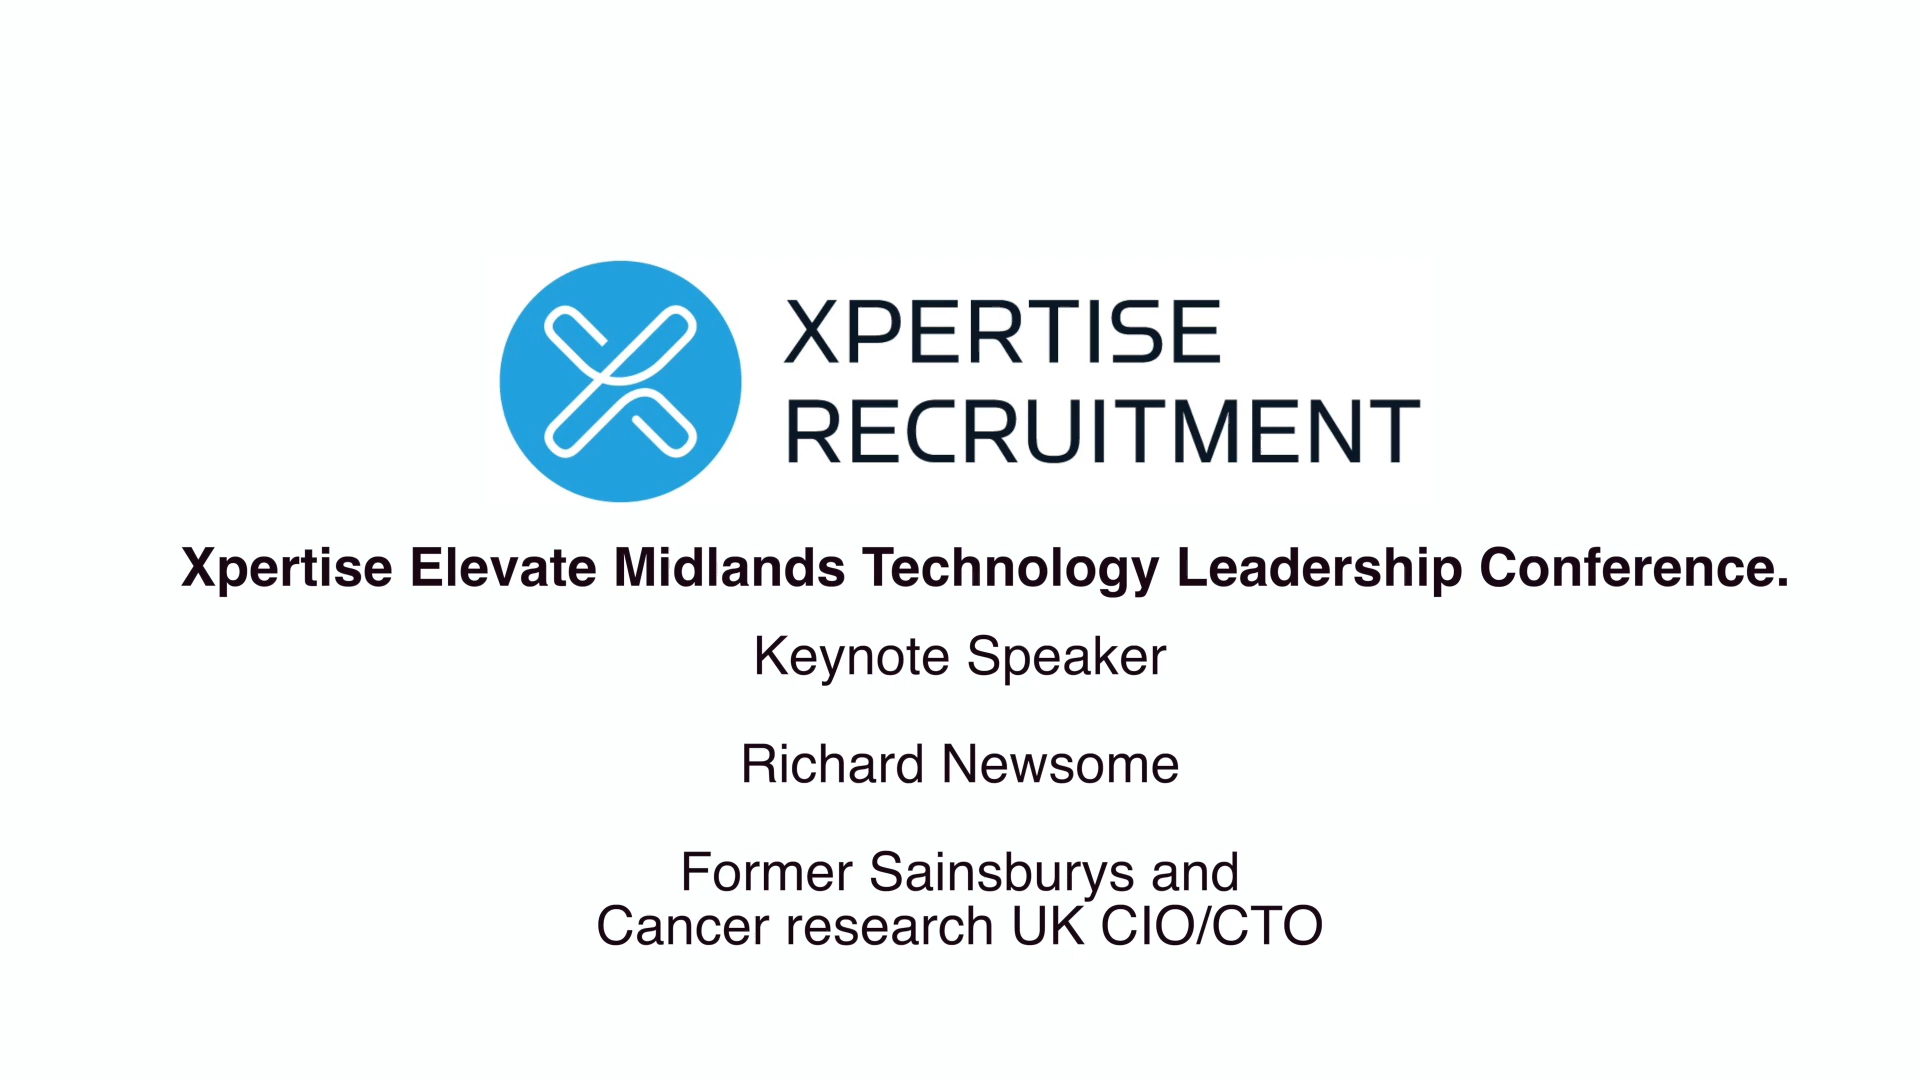 XPERTISE
RECRUITMENT
Xpertise Elevate Midlands Technology Leadership Conference.
Keynote Speaker
Richard Newsome
Former Sainsburys and
Cancer research UK CIO/CTO